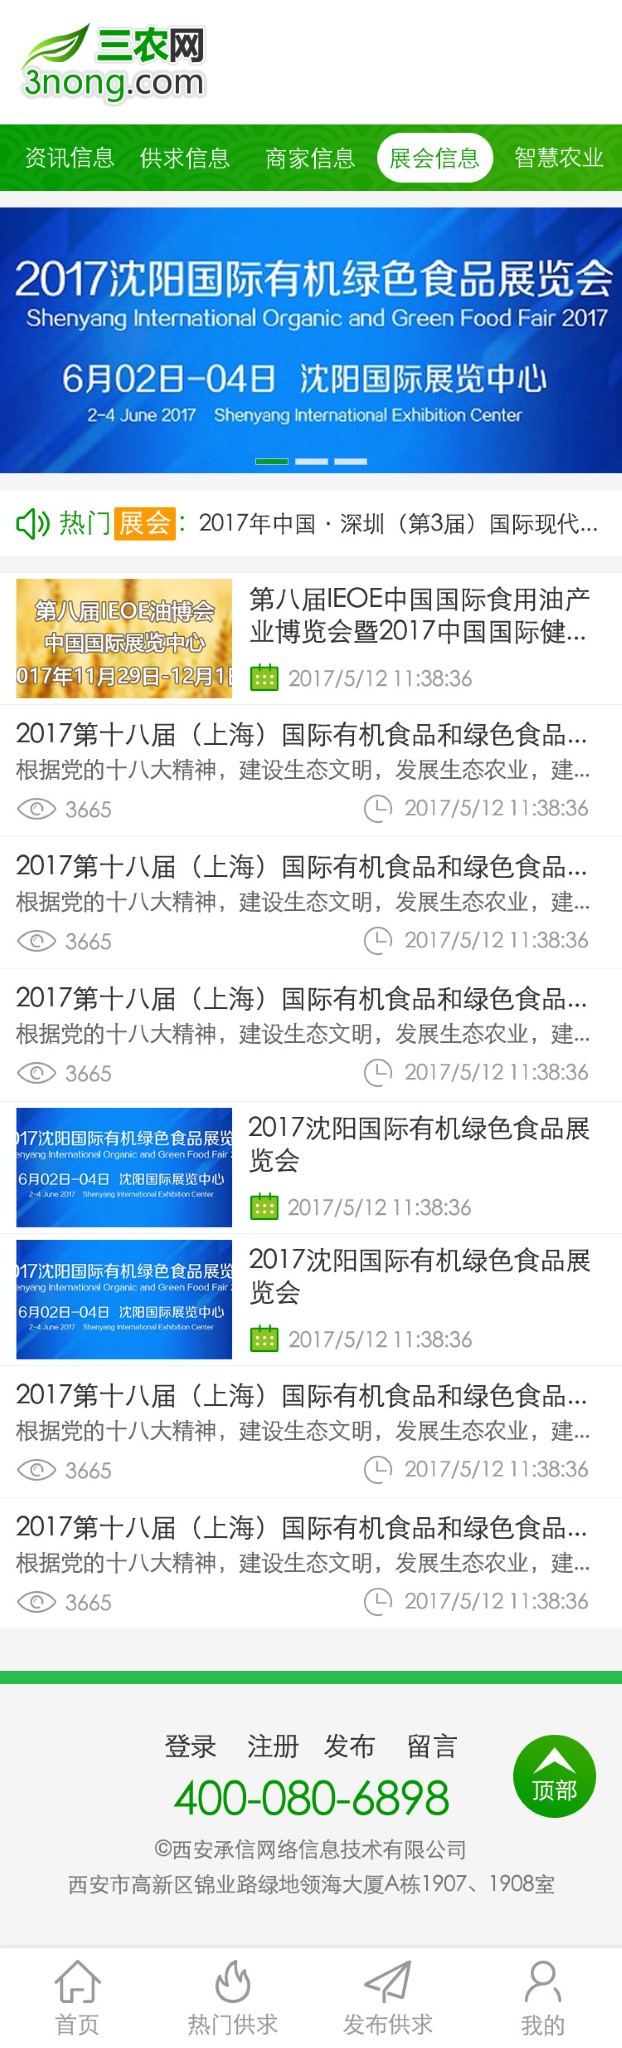 三农网
3nong.com
资讯信息 供求信息 商家信息 展会信息 智慧农业
2017沈阳国际有机绿色食品展览会
Shenyang International Organic and Green Food Fair 2017
6月02日-04日 沈阳国际展览中心
2-4 June 2017 Shenyang International Exhibition Center
热门展会: 2017年中国·深圳（第3届）国际现代...
第八届IEOE油博会
中国国际展览中心
017年11月29日-12月1日
第八届IEOE中国国际食用油产
业博览会暨2017中国国际健...
2017/5/12 11:38:36
2017第十八届（上海）国际有机食品和绿色食品...
根据党的十八大精神，建设生态文明，发展生态农业，建...
3665 2017/5/12 11:38:36
2017第十八届（上海）国际有机食品和绿色食品...
根据党的十八大精神，建设生态文明，发展生态农业，建...
3665 2017/5/12 11:38:36
2017第十八届（上海）国际有机食品和绿色食品...
根据党的十八大精神，建设生态文明，发展生态农业，建...
3665 2017/5/12 11:38:36
017沈阳国际有机绿色食品展览
enyang International Organic and Green Food Fair 2
6月02日-04日 沈阳国际展览中心
2-4 June 2017 Shenyang International Exhibition Center
2017沈阳国际有机绿色食品展
览会
2017/5/12 11:38:36
017沈阳国际有机绿色食品展览
enyang International Organic and Green Food Fair 2
6月02日-04日 沈阳国际展览中心
2-4 June 2017 Shenyang International Exhibition Center
2017沈阳国际有机绿色食品展
览会
2017/5/12 11:38:36
2017第十八届（上海）国际有机食品和绿色食品...
根据党的十八大精神，建设生态文明，发展生态农业，建...
3665 2017/5/12 11:38:36
2017第十八届（上海）国际有机食品和绿色食品...
根据党的十八大精神，建设生态文明，发展生态农业，建...
3665 2017/5/12 11:38:36
登录 注册 发布 留言
400-080-6898
顶部
©西安承信网络信息技术有限公司
西安市高新区锦业路绿地领海大厦A栋1907、1908室
首页 热门供求 发布供求 我的